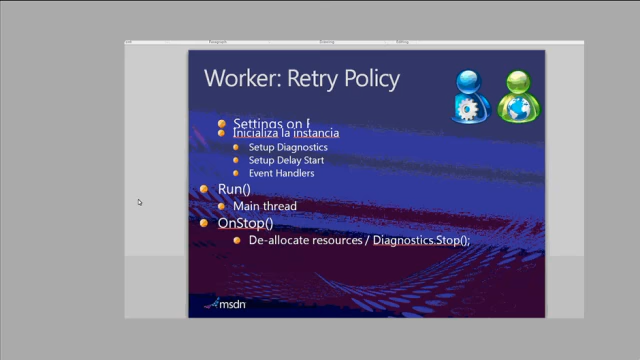 Worker: Retry Policy
Settings on
Inicializa la instancia
Setup Diagnostics
Setup Delay Start
Event Handlers
Run()
Main thread
OnStop()
De-allocate resources / Diagnostics.Stop();
msdn